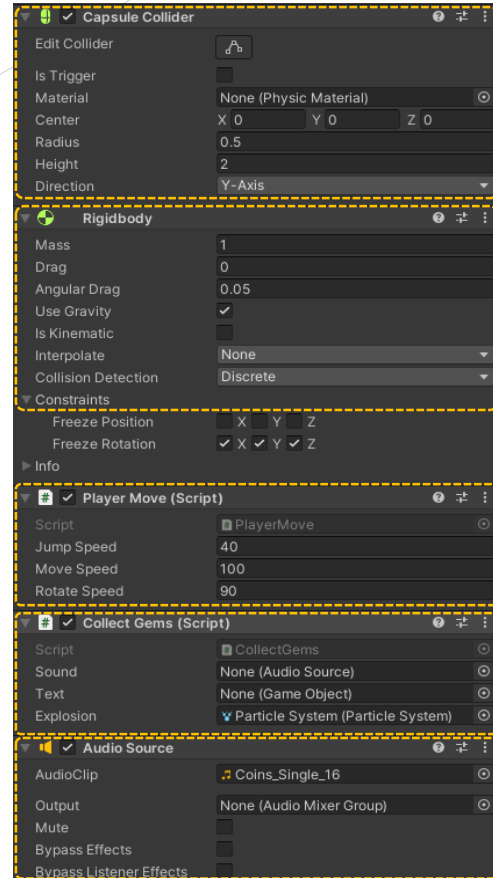 Capsule Collider
Edit Collider
Is Trigger
Material None (Physic Material)
Center X 0 Y 0 Z 0
Radius 0.5
Height 2
Direction Y-Axis
Rigidbody
Mass 1
Drag 0
Angular Drag 0.05
Use Gravity
Is Kinematic
Interpolate None
Collision Detection Discrete
Constraints
Freeze Position X Y Z
Freeze Rotation X Y Z
Info
# Player Move (Script)
Script # PlayerMove
Jump Speed 40
Move Speed 100
Rotate Speed 90
# Collect Gems (Script)
Script # CollectGems
Sound None (Audio Source)
Text None (Game Object)
Explosion Particle System (Particle System)
Audio Source
AudioClip Coins_Single_16
Output None (Audio Mixer Group)
Mute
Bypass Effects
Bypass Listener Effects